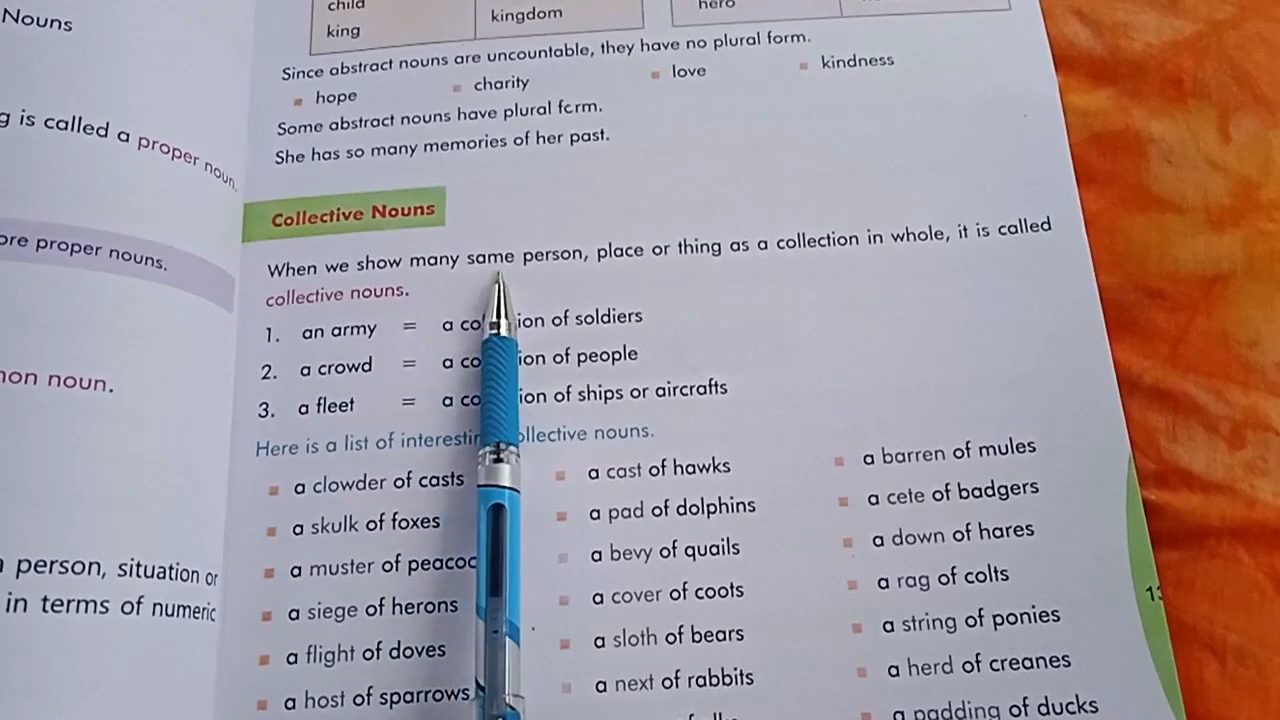 Nouns
g is called a proper noun.
ore proper nouns.
non noun.
a person, situation or
in terms of numeric
child
king
kingdom
hero
Since abstract nouns are uncountable, they have no plural form.
hope charity love kindness
Some abstract nouns have plural form.
She has so many memories of her past.
Collective Nouns
When we show many same person, place or thing as a collection in whole, it is called
collective nouns.
1. an army = a co ion of soldiers
2. a crowd = a co ion of people
3. a fleet = a co ion of ships or aircrafts
Here is a list of interestin ollective nouns.
a clowder of casts a cast of hawks a barren of mules
a skulk of foxes a pad of dolphins a cete of badgers
a muster of peacoc a bevy of quails a down of hares
a siege of herons a cover of coots a rag of colts
a flight of doves a sloth of bears a string of ponies
a host of sparrows a next of rabbits a herd of creanes
a padding of ducks